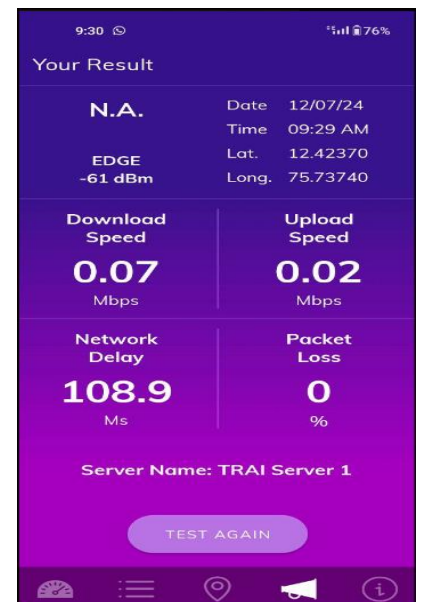 9:30 76%
Your Result
N.A.
Date 12/07/24
Time 09:29 AM
EDGE
Lat. 12.42370
-61 dBm
Long. 75.73740
Download Speed
Upload Speed
0.07
0.02
Mbps
Mbps
Network Delay
Packet Loss
108.9
0
Ms
%
Server Name: TRAI Server 1
TEST AGAIN